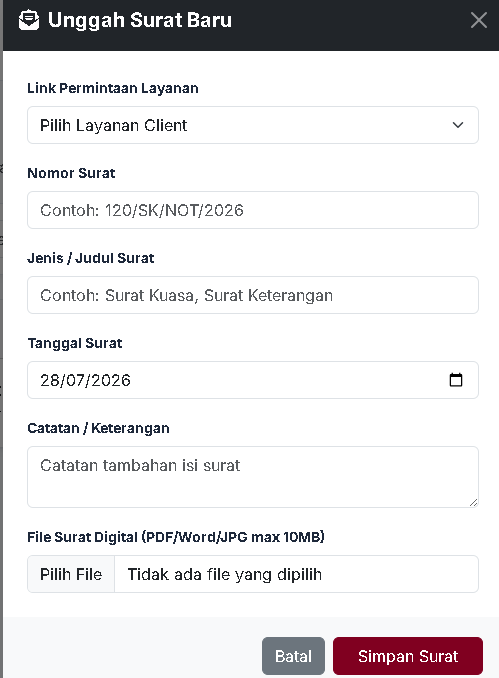 Unggah Surat Baru
Link Permintaan Layanan
Pilih Layanan Client
Nomor Surat
Contoh: 120/SK/NOT/2026
Jenis / Judul Surat
Contoh: Surat Kuasa, Surat Keterangan
Tanggal Surat
28/07/2026
Catatan / Keterangan
Catatan tambahan isi surat
File Surat Digital (PDF/Word/JPG max 10MB)
Pilih File Tidak ada file yang dipilih
Batal Simpan Surat